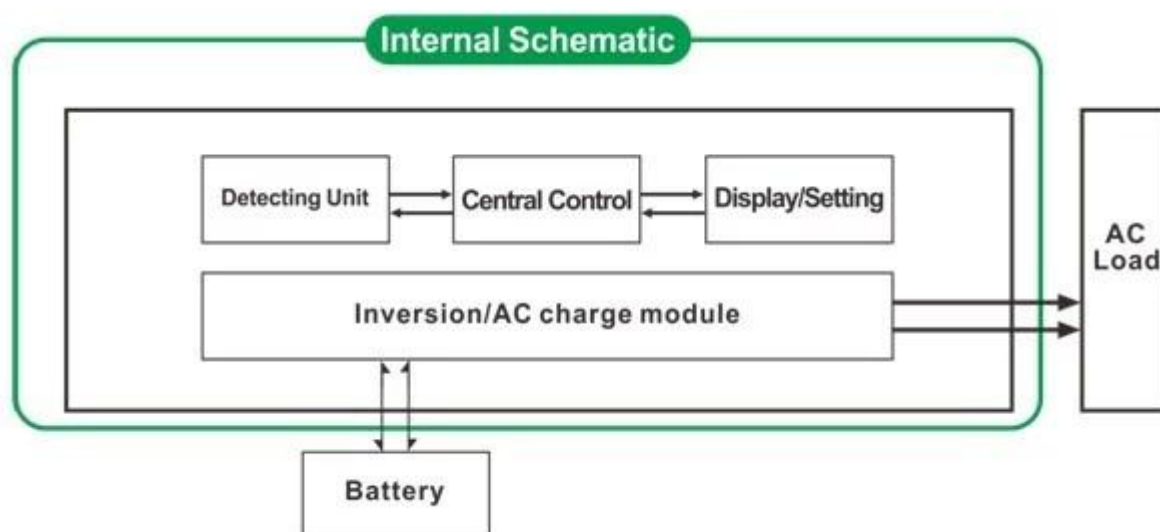 Internal Schematic
Detecting Unit
Central Control
Display/Setting
AC
Load
Inversion/AC charge module
Battery